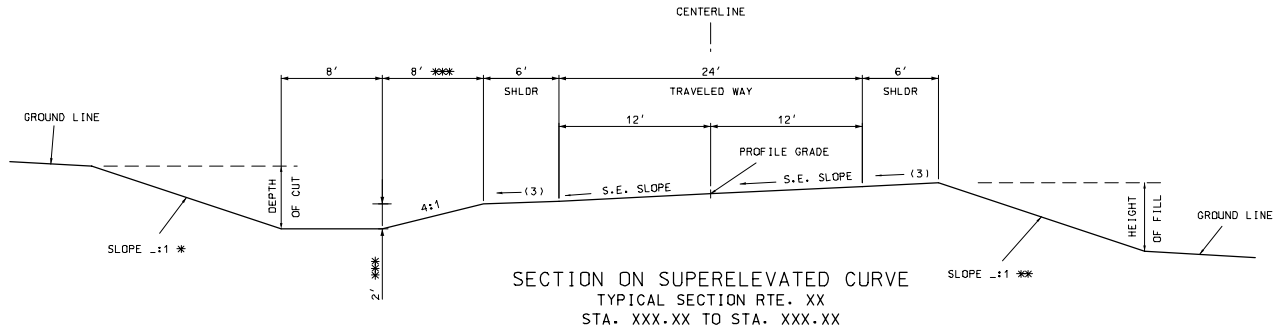 CENTERLINE
8'
8' ***
6'
24'
6'
SHLDR
TRAVELED WAY
SHLDR
GROUND LINE
12'
12'
PROFILE GRADE
DEPTH
OF CUT
4:1
(3)
S.E. SLOPE
S.E. SLOPE
(3)
HEIGHT
OF FILL
GROUND LINE
SLOPE _:1 *
2' ***
SLOPE _:1 **
SECTION ON SUPERELEVATED CURVE
TYPICAL SECTION RTE. XX
STA. XXX.XX TO STA. XXX.XX